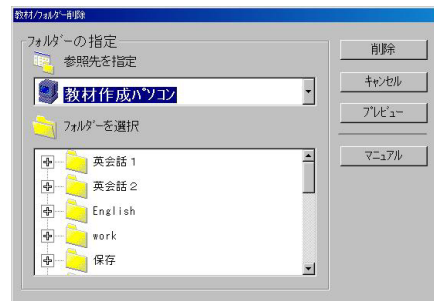 教材/フォルダー削除
フォルダーの指定
参照先を指定
教材作成パソコン
フォルダーを選択
英会話１
英会話２
English
work
保存
削除
キャンセル
プレビュー
マニュアル